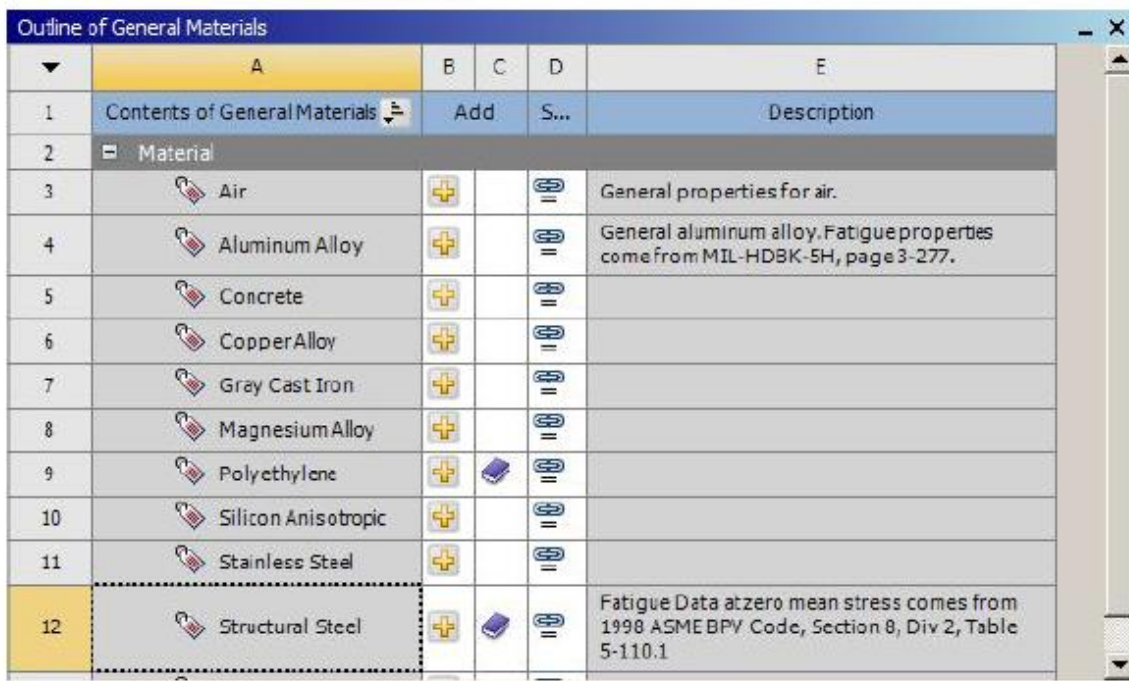 Outline of General Materials
A B C D E
1 Contents of General Materials Add S... Description
2 Material
3 Air General properties for air.
4 Aluminum Alloy General aluminum alloy. Fatigue properties
come from MIL-HDBK-5H, page 3-277.
5 Concrete
6 Copper Alloy
7 Gray Cast Iron
8 Magnesium Alloy
9 Polyethylene
10 Silicon Anisotropic
11 Stainless Steel
12 Structural Steel Fatigue Data at zero mean stress comes from
1998 ASME BPV Code, Section 8, Div 2, Table
5-110.1